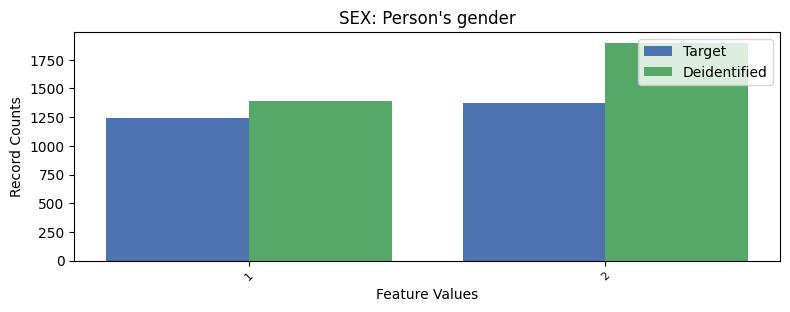 SEX: Person's gender
Target
Deidentified
Record Counts
1750
1500
1250
1000
750
500
250
0
1
2
Feature Values